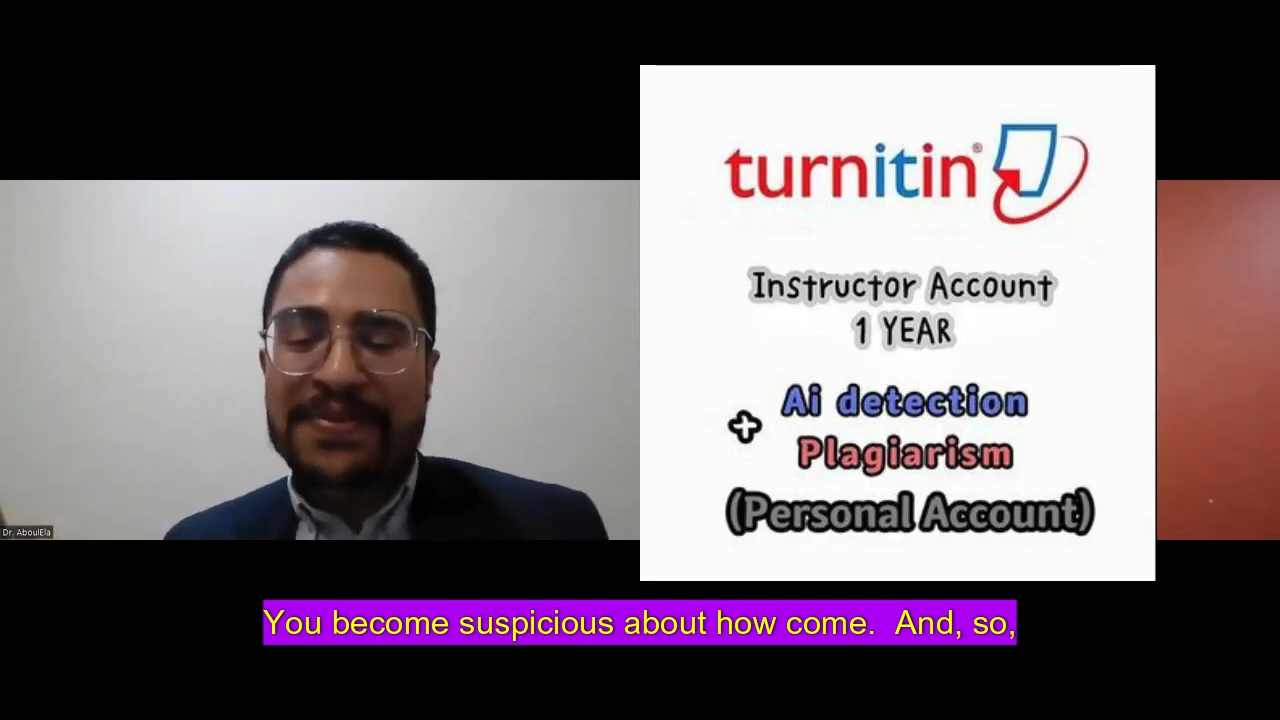 turnitin®
Instructor Account
1 YEAR
+ Ai detection
Plagiarism
(Personal Account)
Dr. AboulEla
You become suspicious about how come.  And, so,